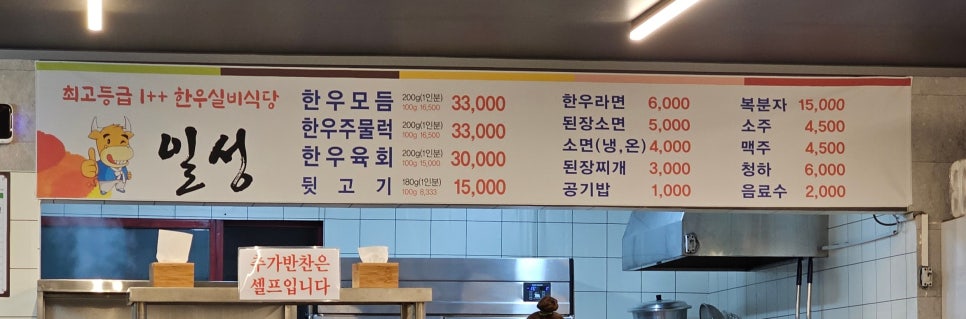 최고등급 1++ 한우실비식당
일성
한우모듬 200g(1인분) 100g 16,500 33,000
한우주물럭 200g(1인분) 100g 16,500 33,000
한우육회 200g(1인분) 100g 15,000 30,000
뒷고기 180g(1인분) 100g 8,333 15,000
한우라면 6,000
된장소면 5,000
소면(냉,온) 4,000
된장찌개 3,000
공기밥 1,000
복분자 15,000
소주 4,500
맥주 4,500
청하 6,000
음료수 2,000
추가반찬은
셀프입니다